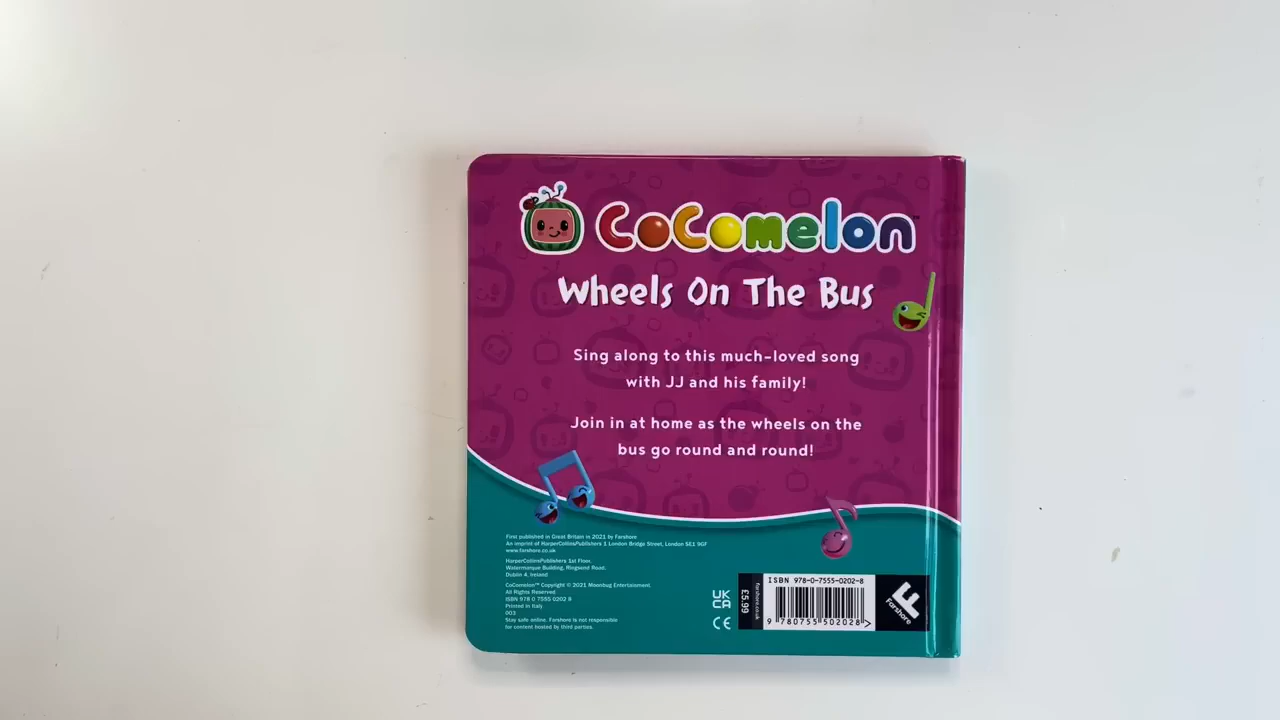 CoComelon™
Wheels On The Bus
Sing along to this much-loved song
with JJ and his family!
Join in at home as the wheels on the
bus go round and round!
First published in Great Britain in 2021 by Farshore
An imprint of HarperCollinsPublishers 1 London Bridge Street, London SE1 9GF
www.farshore.co.uk
HarperCollinsPublishers 1st Floor,
Watermarque Building, Ringsend Road,
Dublin 4, Ireland
CoComelon™ Copyright © 2021 Moonbug Entertainment.
All Rights Reserved.
ISBN 978 0 7555 0202 8
Printed in Italy
003
Stay safe online. Farshore is not responsible
for content hosted by third parties.
UK
CA
CE
£5.99
farshore.co.uk
ISBN 978-0-7555-0202-8
9 780755 502028 >
F
Farshore